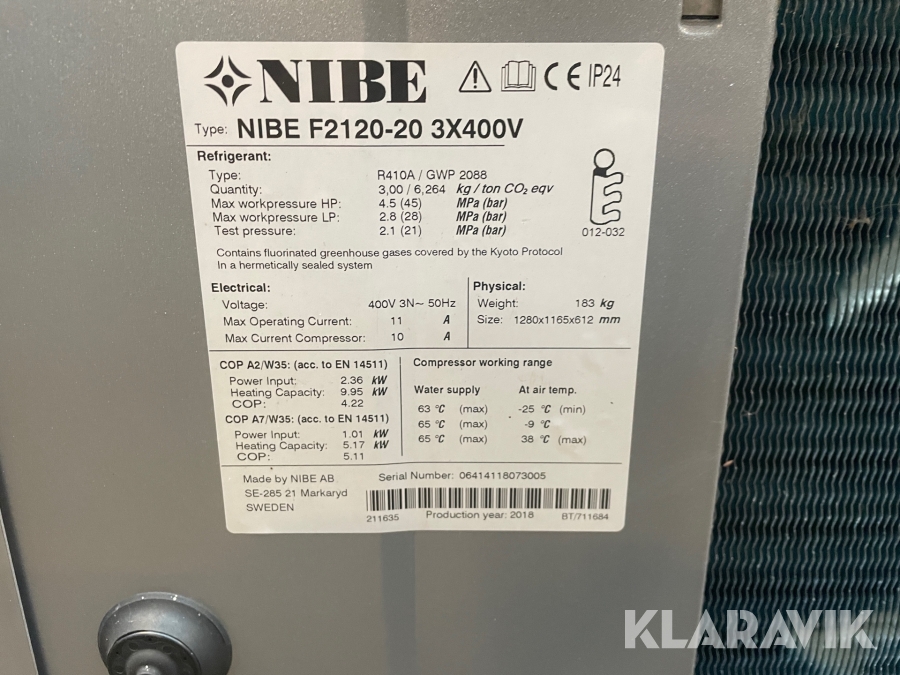 NIBE CE IP24
Type: NIBE F2120-20 3X400V
Refrigerant:
Type: R410A / GWP 2088
Quantity: 3,00 / 6,264 kg / ton CO₂ eqv
Max workpressure HP: 4.5 (45) MPa (bar)
Max workpressure LP: 2.8 (28) MPa (bar)
Test pressure: 2.1 (21) MPa (bar)
012-032
Contains fluorinated greenhouse gases covered by the Kyoto Protocol
In a hermetically sealed system
Electrical:
Voltage: 400V 3N~ 50Hz
Max Operating Current: 11 A
Max Current Compressor: 10 A
Physical:
Weight: 183 kg
Size: 1280x1165x612 mm
COP A2/W35: (acc. to EN 14511)
Power Input: 2.36 kW
Heating Capacity: 9.95 kW
COP: 4.22
COP A7/W35: (acc. to EN 14511)
Power Input: 1.01 kW
Heating Capacity: 5.17 kW
COP: 5.11
Compressor working range
Water supply At air temp.
63 °C (max) -25 °C (min)
65 °C (max) -9 °C
65 °C (max) 38 °C (max)
Made by NIBE AB
SE-285 21 Markaryd
SWEDEN
Serial Number: 06414118073005
211635 Production year: 2018 BT/711684
KLARAVIK